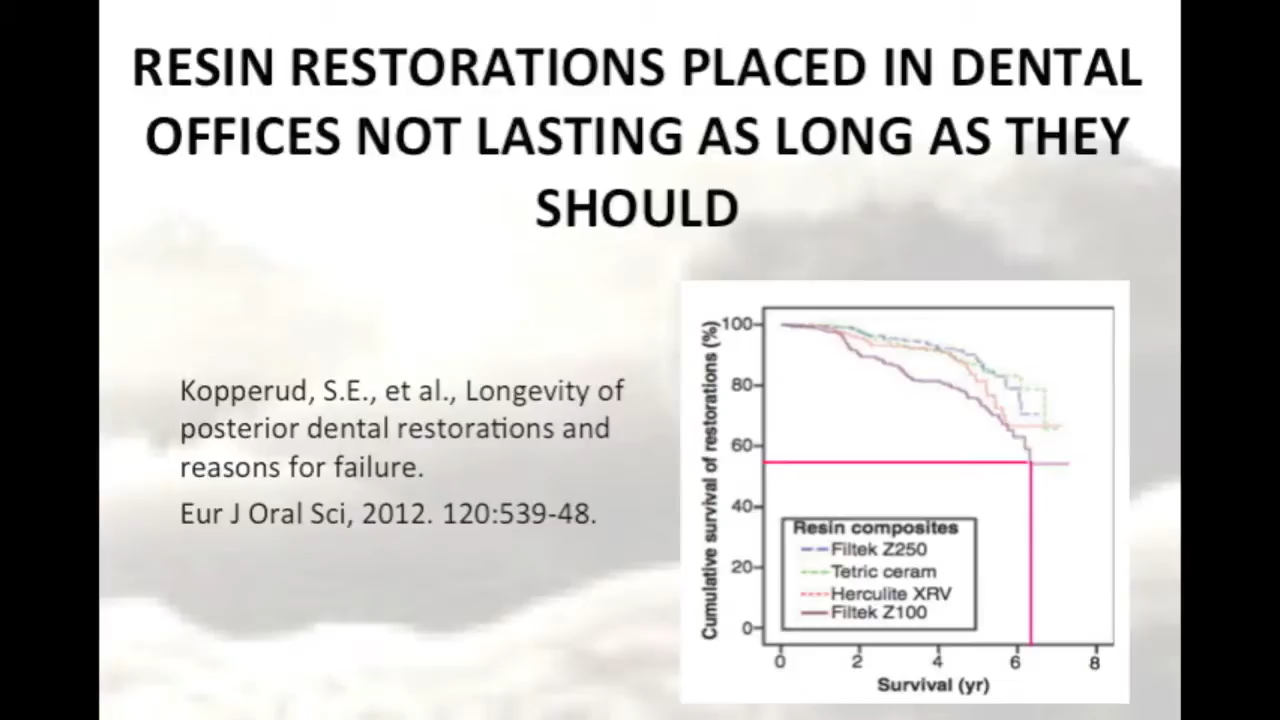 RESIN RESTORATIONS PLACED IN DENTAL
OFFICES NOT LASTING AS LONG AS THEY
SHOULD
Kopperud, S.E., et al., Longevity of
posterior dental restorations and
reasons for failure.
Eur J Oral Sci, 2012. 120:539-48.
Cumulative survival of restorations (%)
100
80
60
40
20
0
Resin composites
Filtek Z250
Tetric ceram
Herculite XRV
Filtek Z100
0 2 4 6 8
Survival (yr)